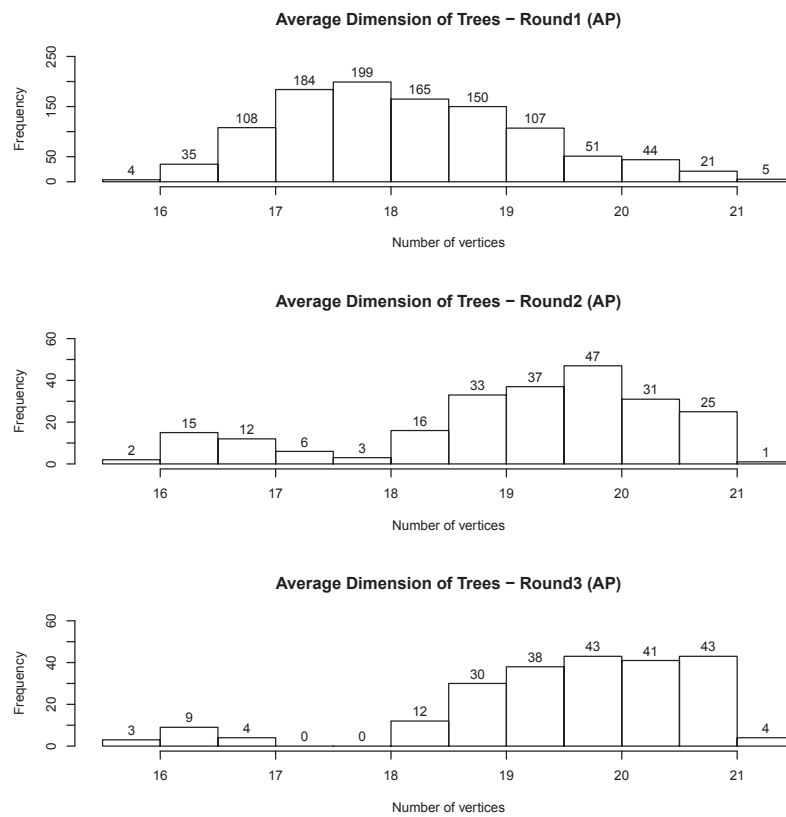 Average Dimension of Trees − Round1 (AP)
Frequency
0 50 150 250
4 35 108 184 199 165 150 107 51 44 21 5
16 17 18 19 20 21
Number of vertices
Average Dimension of Trees − Round2 (AP)
Frequency
0 20 40 60
2 15 12 6 3 16 33 37 47 31 25 1
16 17 18 19 20 21
Number of vertices
Average Dimension of Trees − Round3 (AP)
Frequency
0 20 40 60
3 9 4 0 0 12 30 38 43 41 43 4
16 17 18 19 20 21
Number of vertices